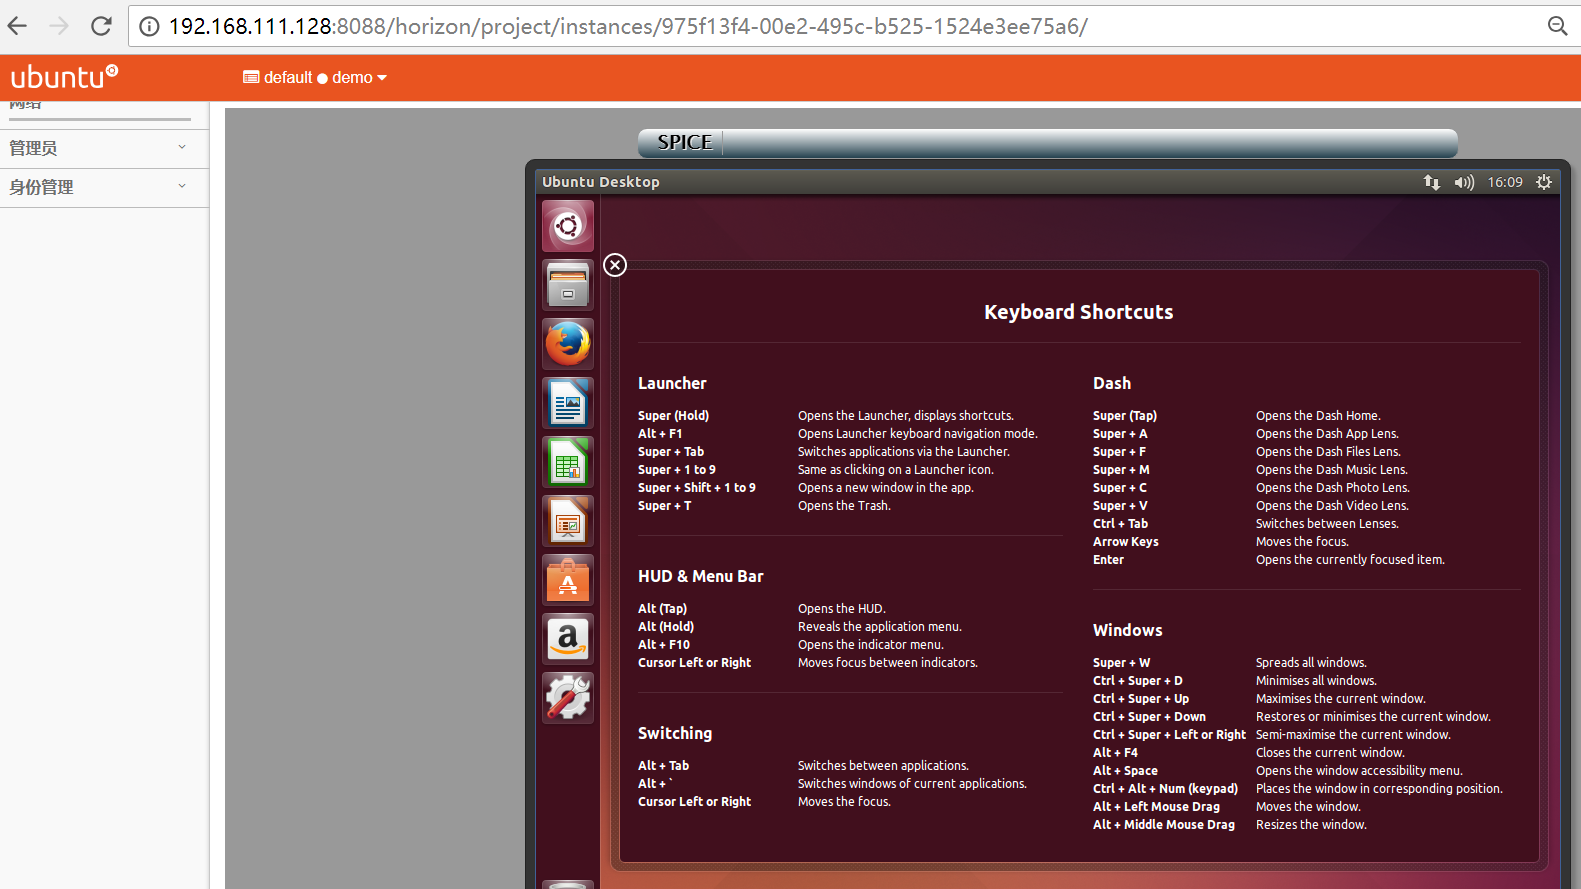 192.168.111.128:8088/horizon/project/instances/975f13f4-00e2-495c-b525-1524e3ee75a6/
ubuntu
default ● demo
网络
管理员
身份管理
SPICE
Ubuntu Desktop
16:09
Keyboard Shortcuts
Launcher
Super (Hold) Opens the Launcher, displays shortcuts.
Alt + F1 Opens Launcher keyboard navigation mode.
Super + Tab Switches applications via the Launcher.
Super + 1 to 9 Same as clicking on a Launcher icon.
Super + Shift + 1 to 9 Opens a new window in the app.
Super + T Opens the Trash.
HUD & Menu Bar
Alt (Tap) Opens the HUD.
Alt (Hold) Reveals the application menu.
Alt + F10 Opens the indicator menu.
Cursor Left or Right Moves focus between indicators.
Switching
Alt + Tab Switches between applications.
Alt + ` Switches windows of current applications.
Cursor Left or Right Moves the focus.
Dash
Super (Tap) Opens the Dash Home.
Super + A Opens the Dash App Lens.
Super + F Opens the Dash Files Lens.
Super + M Opens the Dash Music Lens.
Super + C Opens the Dash Photo Lens.
Super + V Opens the Dash Video Lens.
Ctrl + Tab Switches between Lenses.
Arrow Keys Moves the focus.
Enter Opens the currently focused item.
Windows
Super + W Spreads all windows.
Ctrl + Super + D Minimises all windows.
Ctrl + Super + Up Maximises the current window.
Ctrl + Super + Down Restores or minimises the current window.
Ctrl + Super + Left or Right Semi-maximise the current window.
Alt + F4 Closes the current window.
Alt + Space Opens the window accessibility menu.
Ctrl + Alt + Num (keypad) Places the window in corresponding position.
Alt + Left Mouse Drag Moves the window.
Alt + Middle Mouse Drag Resizes the window.